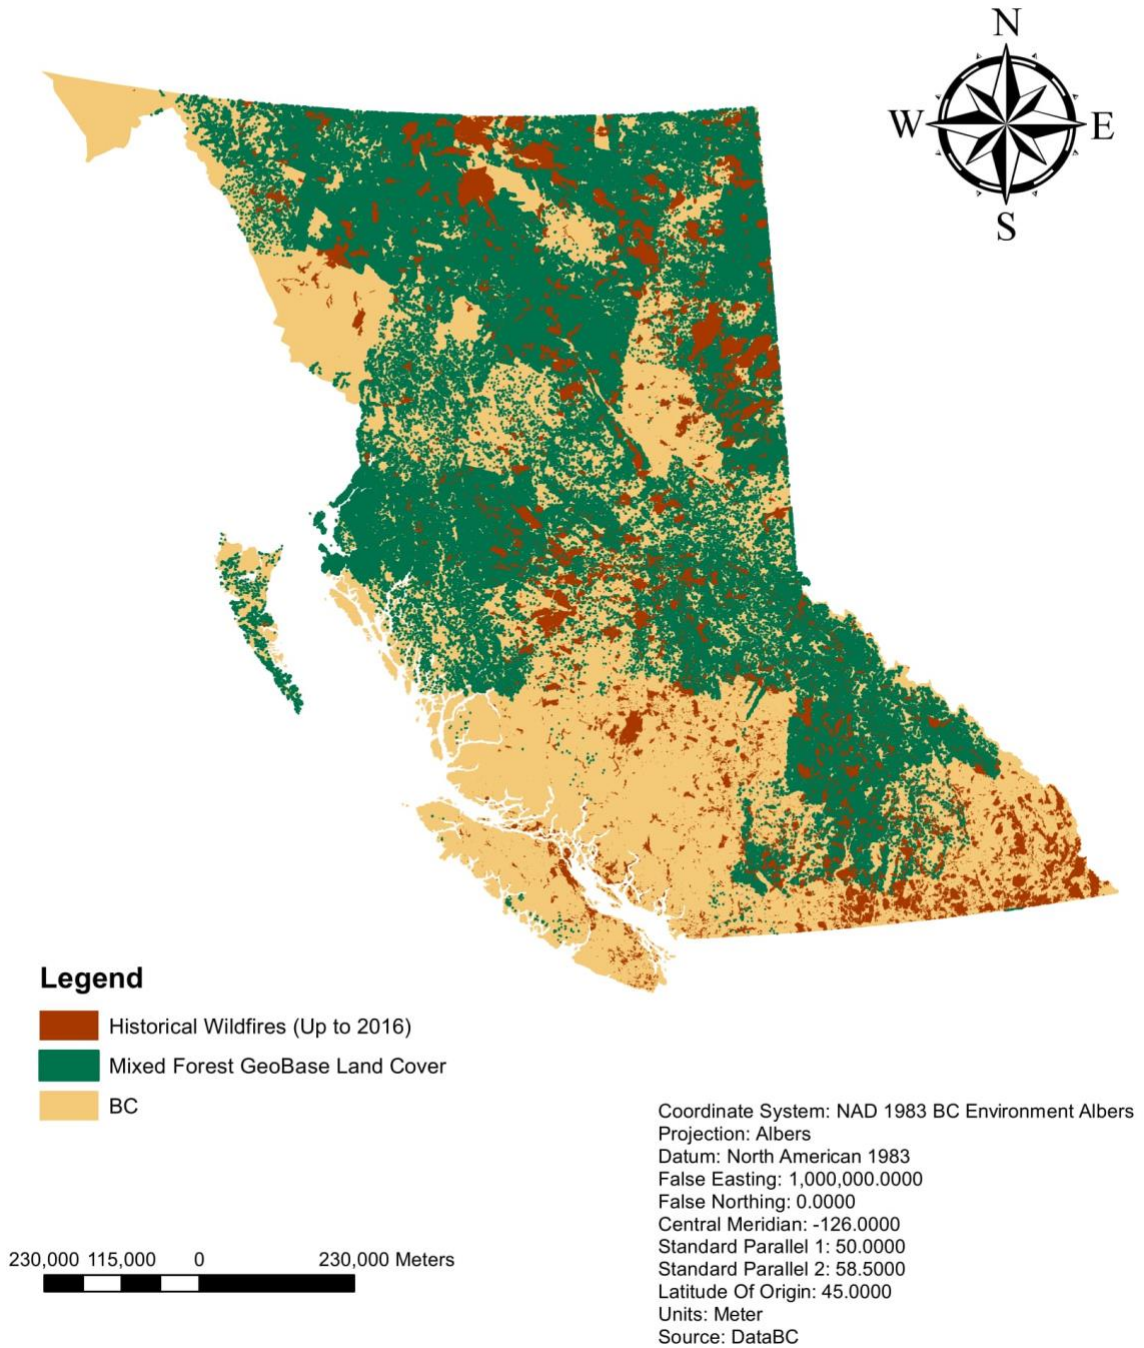 N
W E
S
Legend
Historical Wildfires (Up to 2016)
Mixed Forest GeoBase Land Cover
BC
Coordinate System: NAD 1983 BC Environment Albers
Projection: Albers
Datum: North American 1983
False Easting: 1,000,000.0000
False Northing: 0.0000
Central Meridian: -126.0000
Standard Parallel 1: 50.0000
Standard Parallel 2: 58.5000
Latitude Of Origin: 45.0000
Units: Meter
Source: DataBC
230,000 115,000 0 230,000 Meters